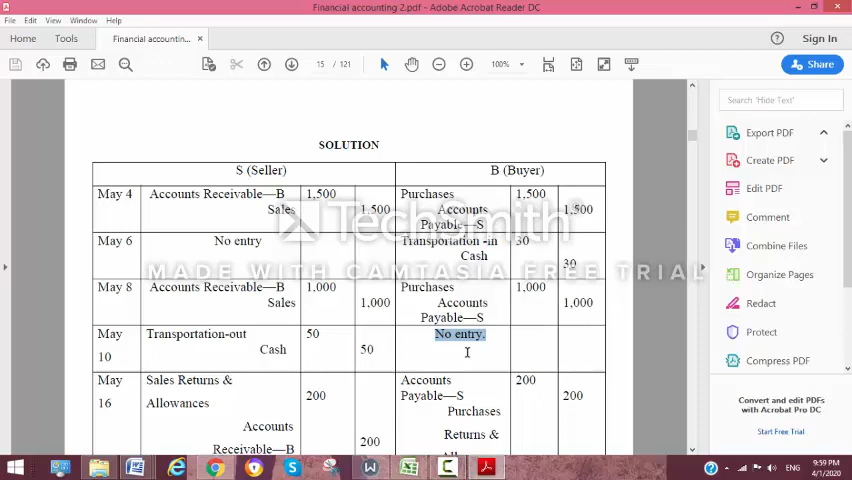 Financial accounting 2.pdf - Adobe Acrobat Reader DC
File Edit View Window Help
Home Tools Financial accountin... × Sign In
15 / 121 100% Share
SOLUTION
S (Seller) B (Buyer)
May 4 Accounts Receivable—B 1,500 Purchases 1,500
Sales 1,500 Accounts 1,500
Payable—S
May 6 No entry Transportation -in 30
Cash 30
May 8 Accounts Receivable—B 1,000 Purchases 1,000
Sales 1,000 Accounts 1,000
Payable—S
May Transportation-out 50 No entry.
10 Cash 50
May Sales Returns & Accounts 200
16 Allowances 200 Payable—S 200
Purchases
Accounts Returns &
Receivable—B 200
TechSmith®
MADE WITH CAMTASIA FREE TRIAL
Search 'Hide Text'
Export PDF
Create PDF
Edit PDF
Comment
Combine Files
Organize Pages
Redact
Protect
Compress PDF
Convert and edit PDFs
with Acrobat Pro DC
Start Free Trial
ENG 9:59 PM
4/1/2020